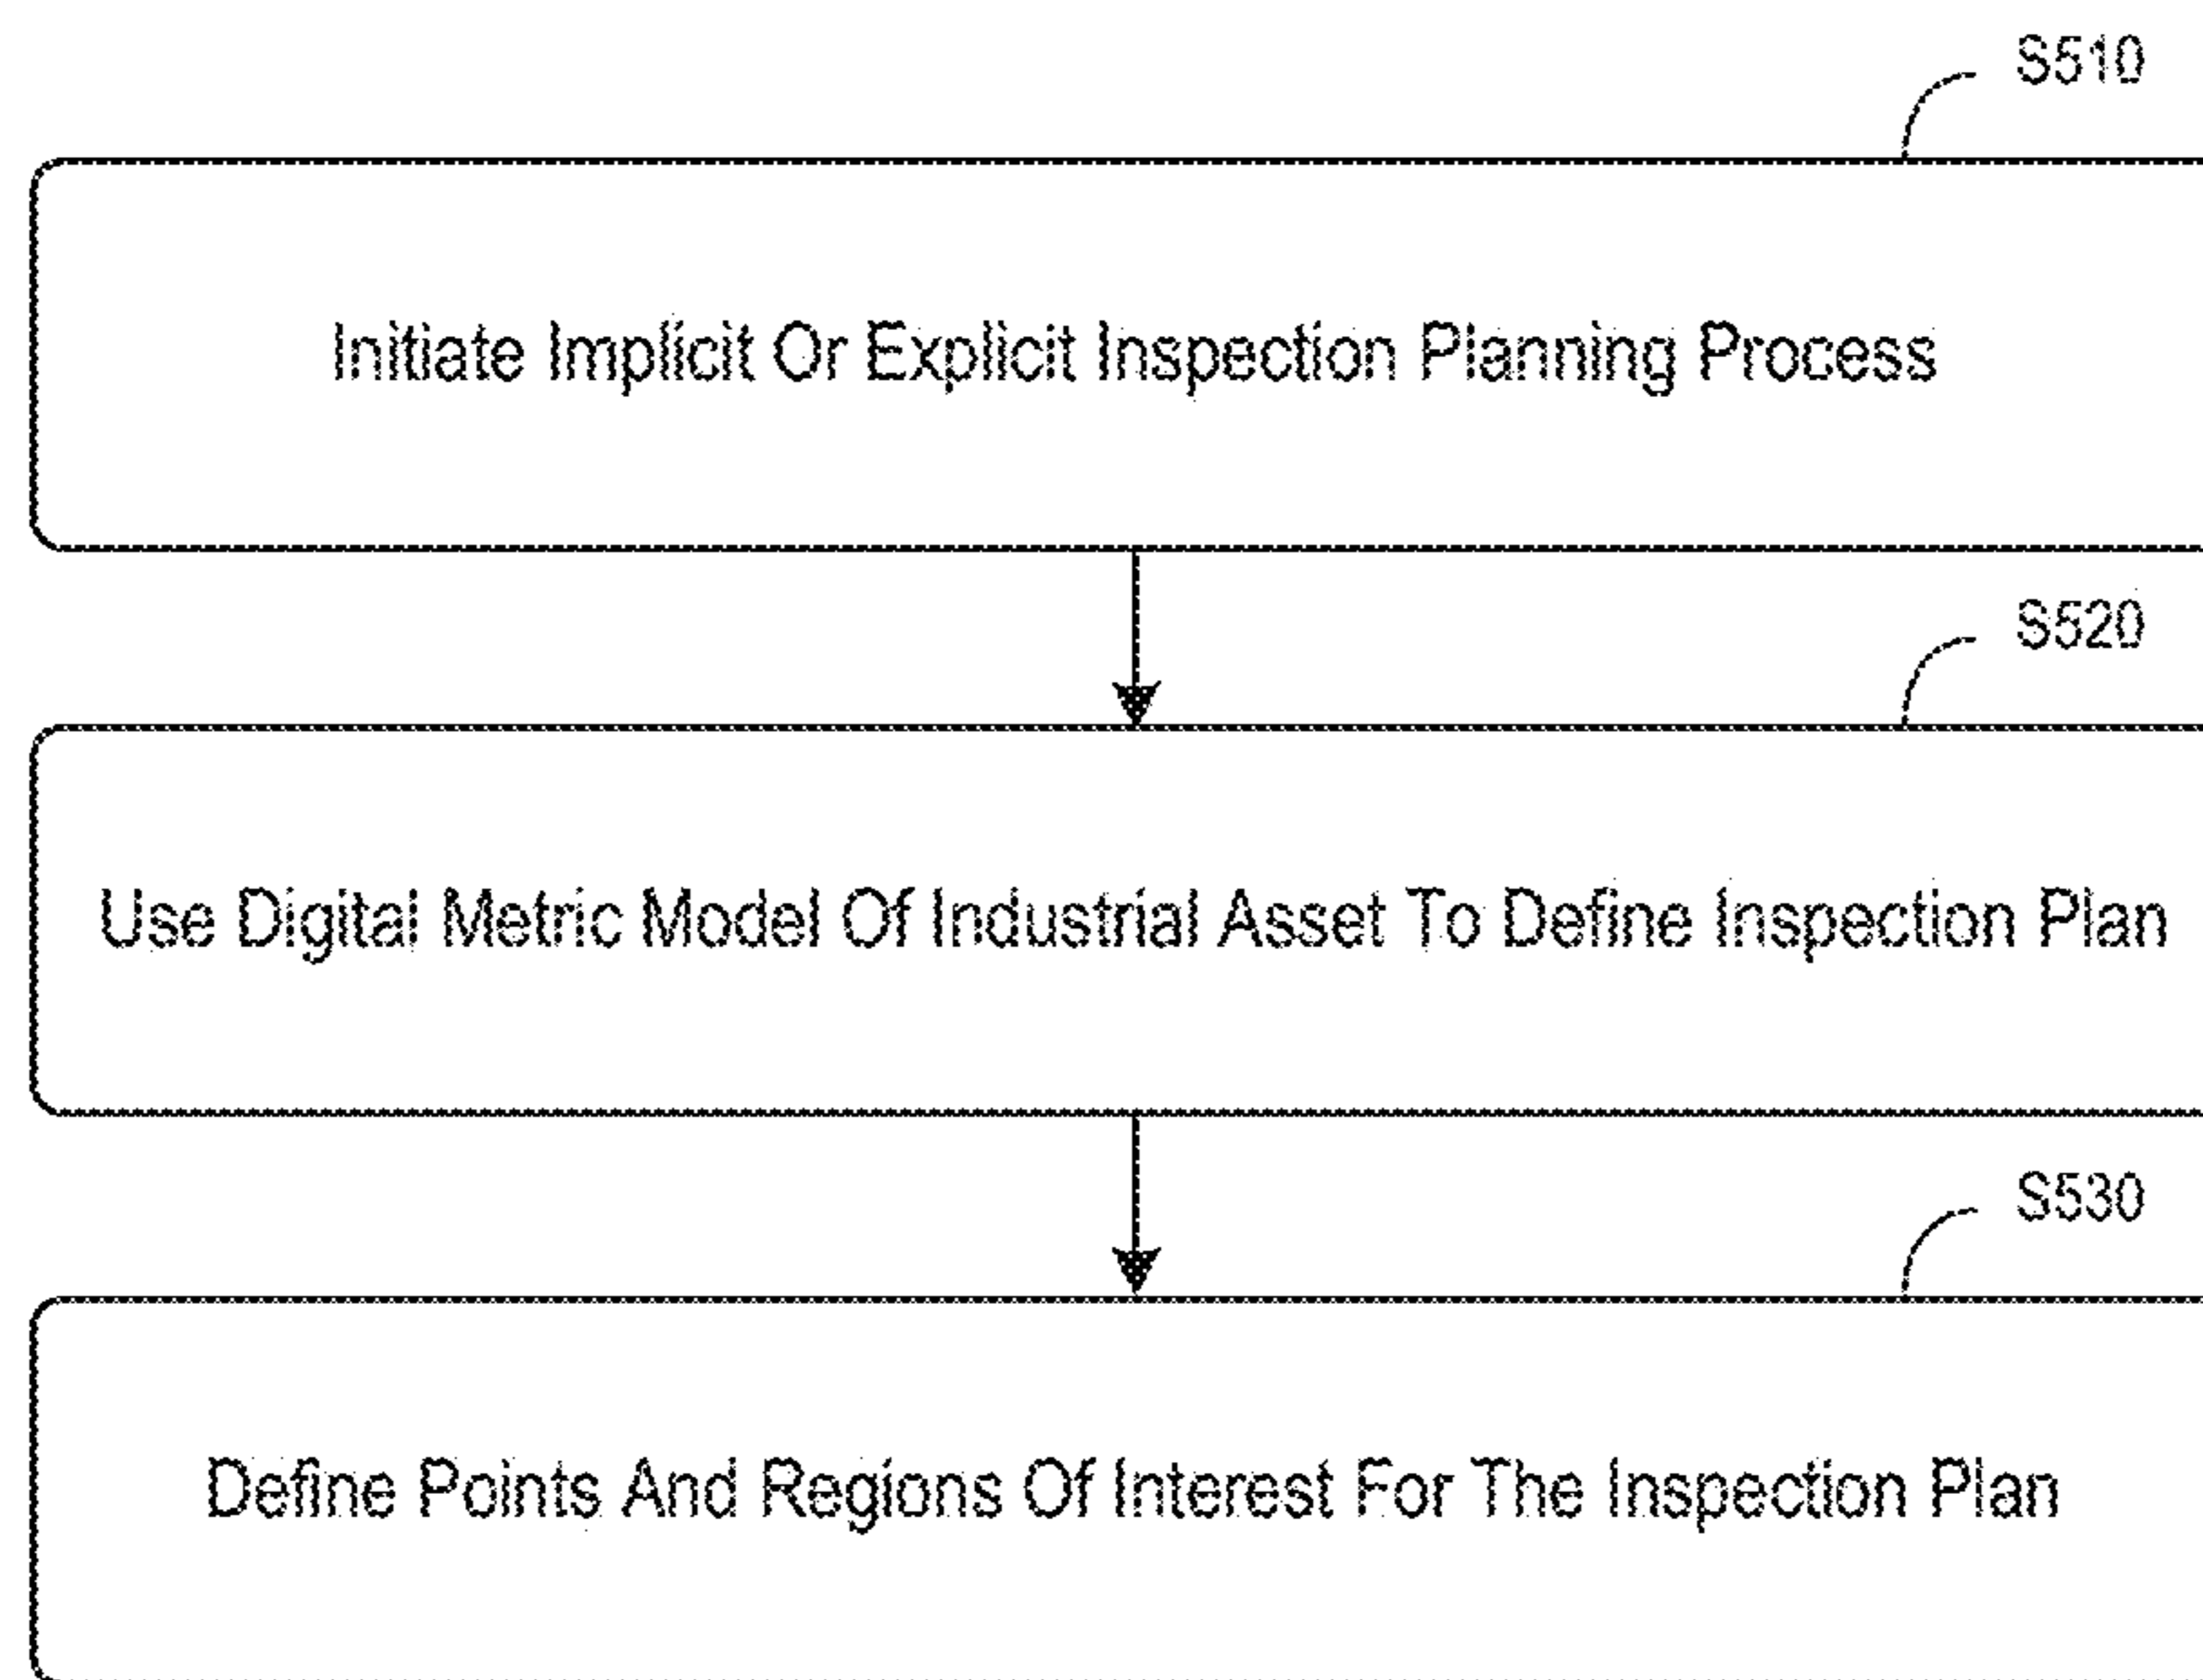 S510
Initiate Implicit Or Explicit Inspection Planning Process
S520
Use Digital Metric Model Of Industrial Asset To Define Inspection Plan
S530
Define Points And Regions Of Interest For The Inspection Plan